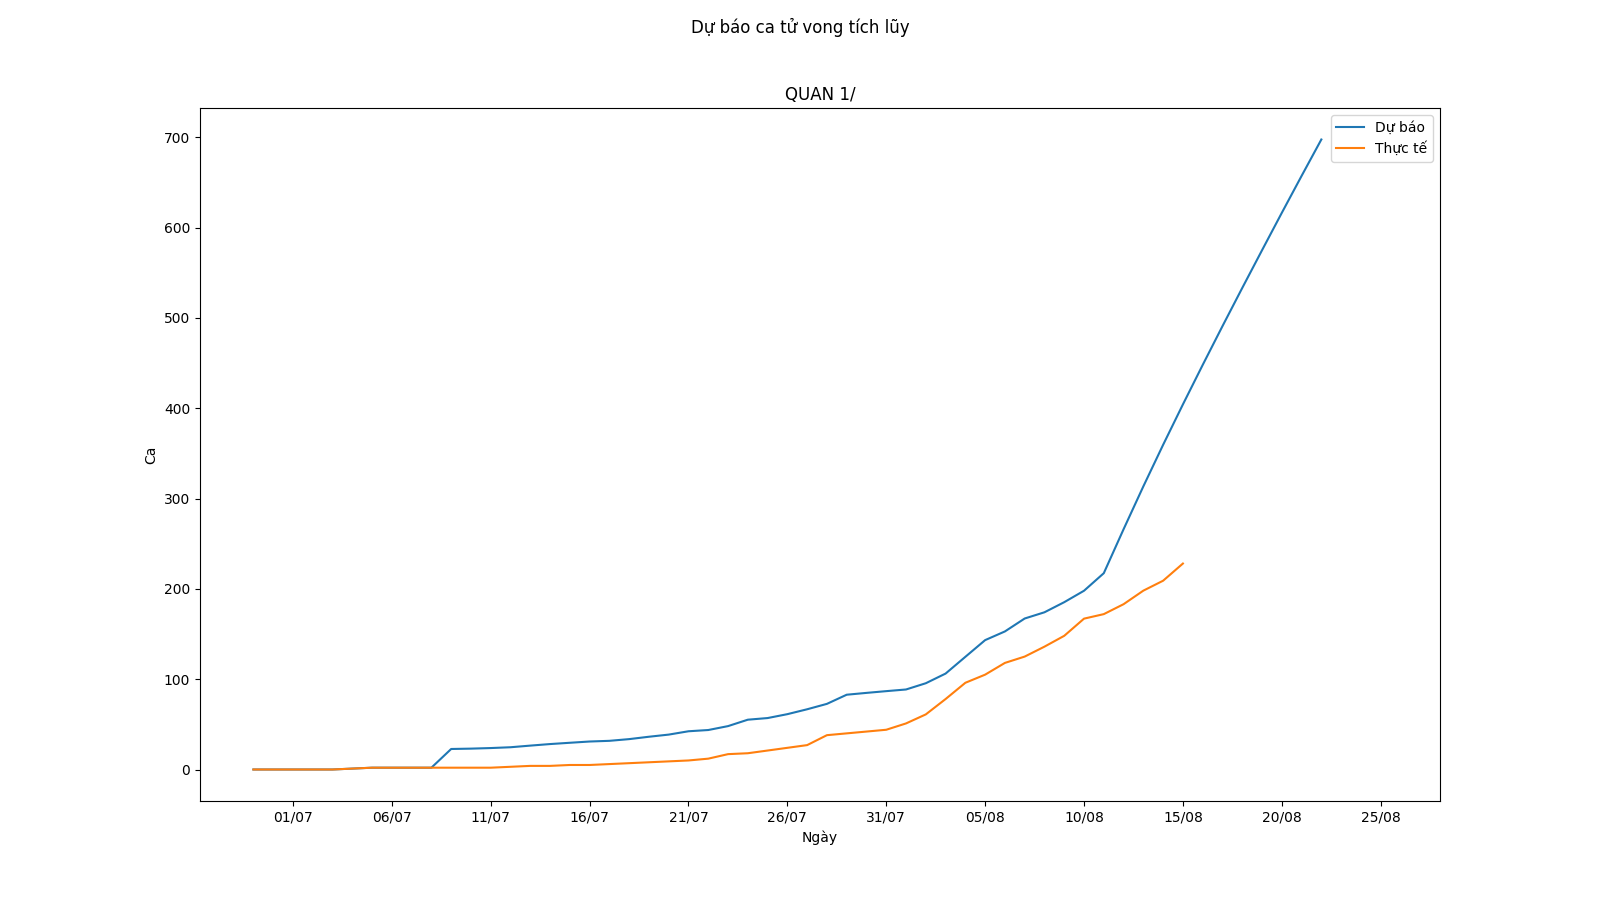 Dự báo ca tử vong tích lũy
QUAN 1/
Dự báo
Thực tế
700
600
500
400
300
200
100
0
Ca
01/07 06/07 11/07 16/07 21/07 26/07 31/07 05/08 10/08 15/08 20/08 25/08
Ngày